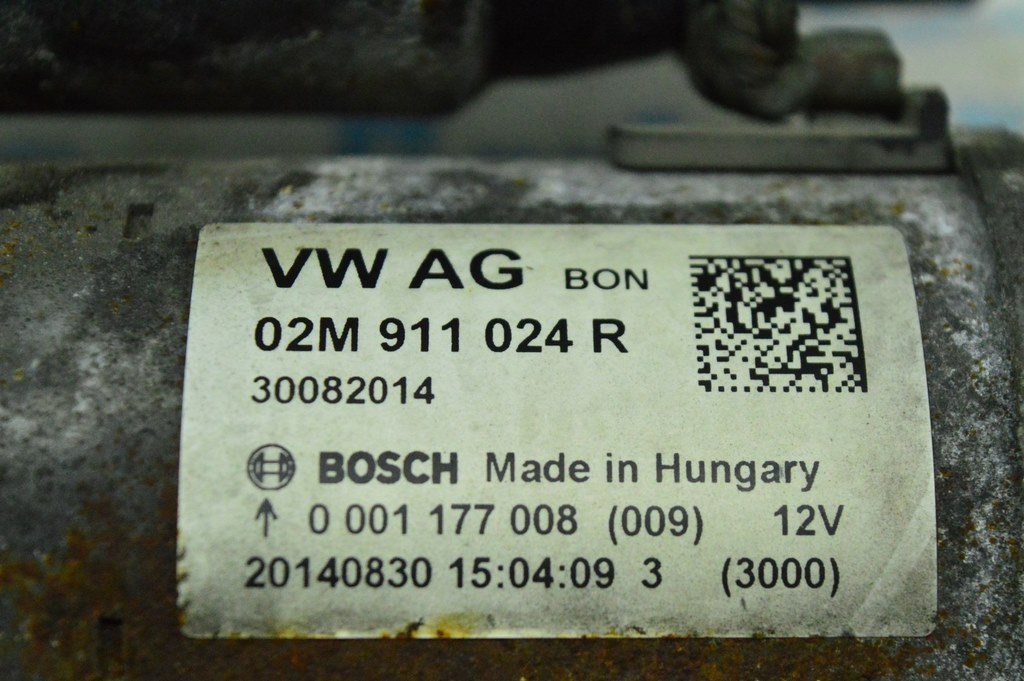 VW AG BON
02M 911 024 R
30082014
BOSCH Made in Hungary
↑ 0 001 177 008 (009) 12V
20140830 15:04:09 3 (3000)